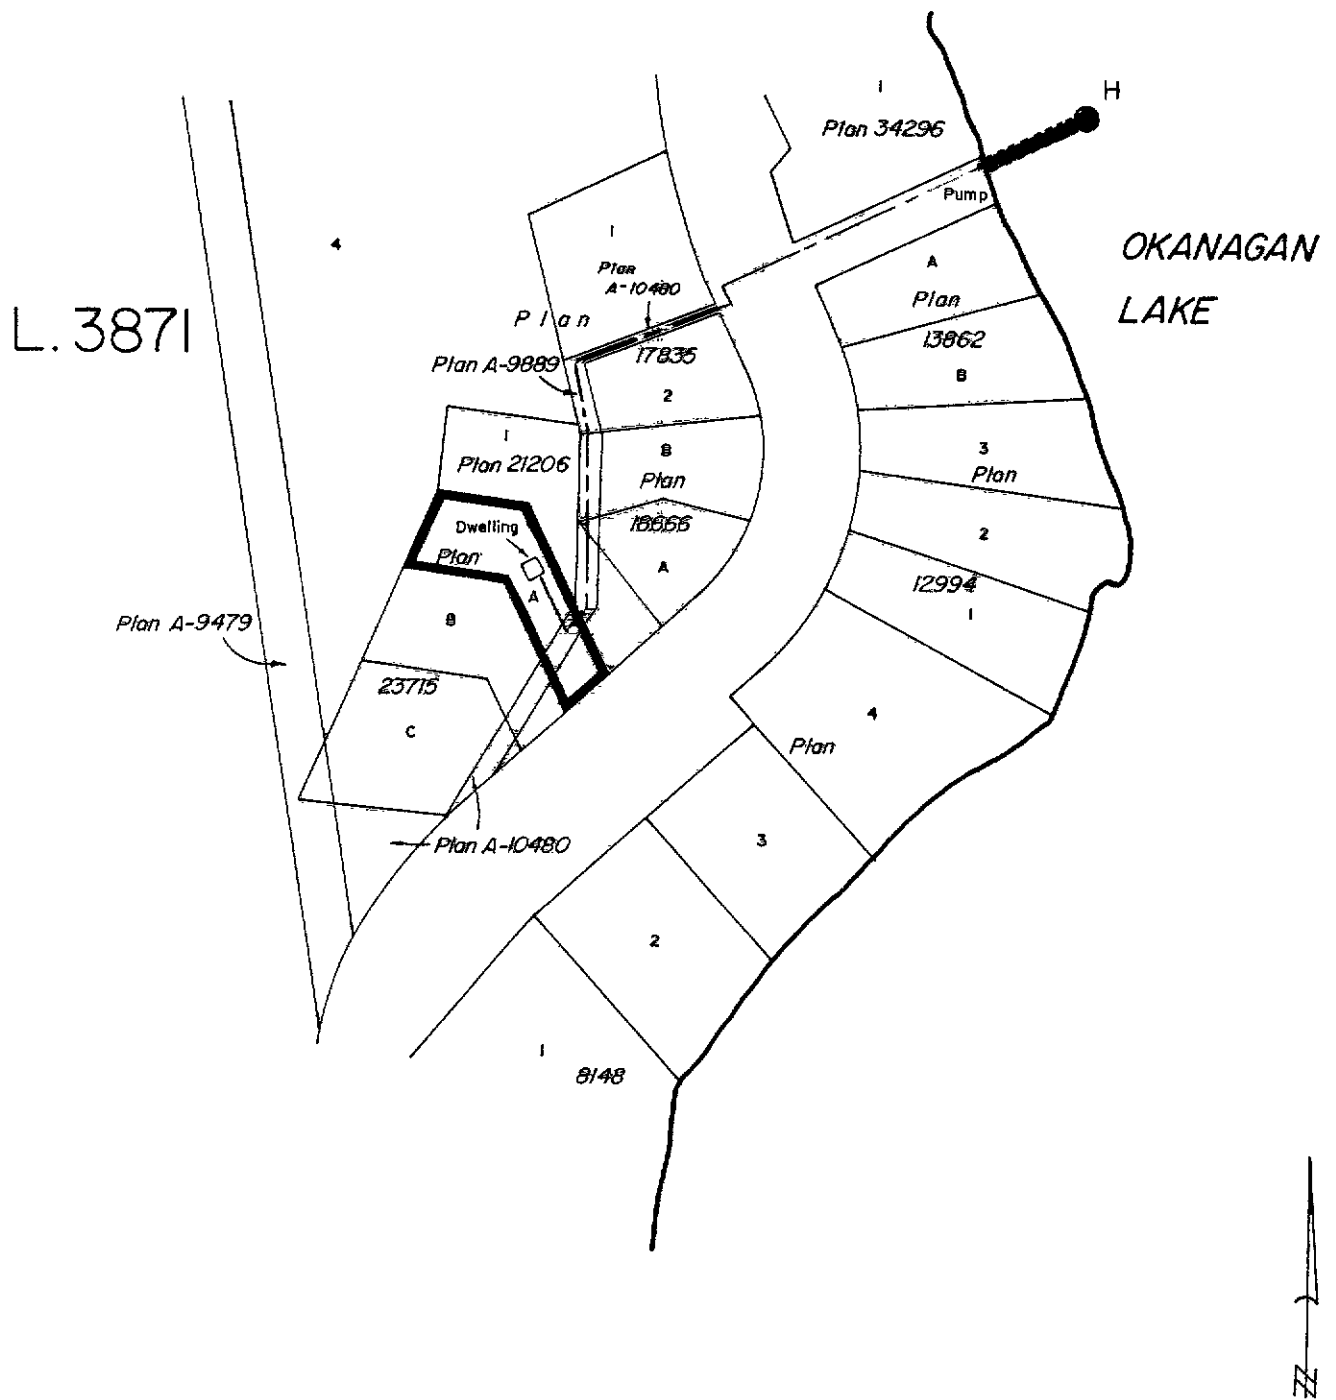 H
1
Plan 34296
Pump
OKANAGAN
LAKE
4
1
Plan
A-10480
A
Plan
L. 3871
Plan
13862
17835
Plan A-9889
B
2
1
Plan 21206
B
Plan
3
Plan
18666
Dwelling
2
Plan
A
12994
A
1
Plan A-9479
B
23715
4
C
Plan
3
Plan A-10480
2
1
8148